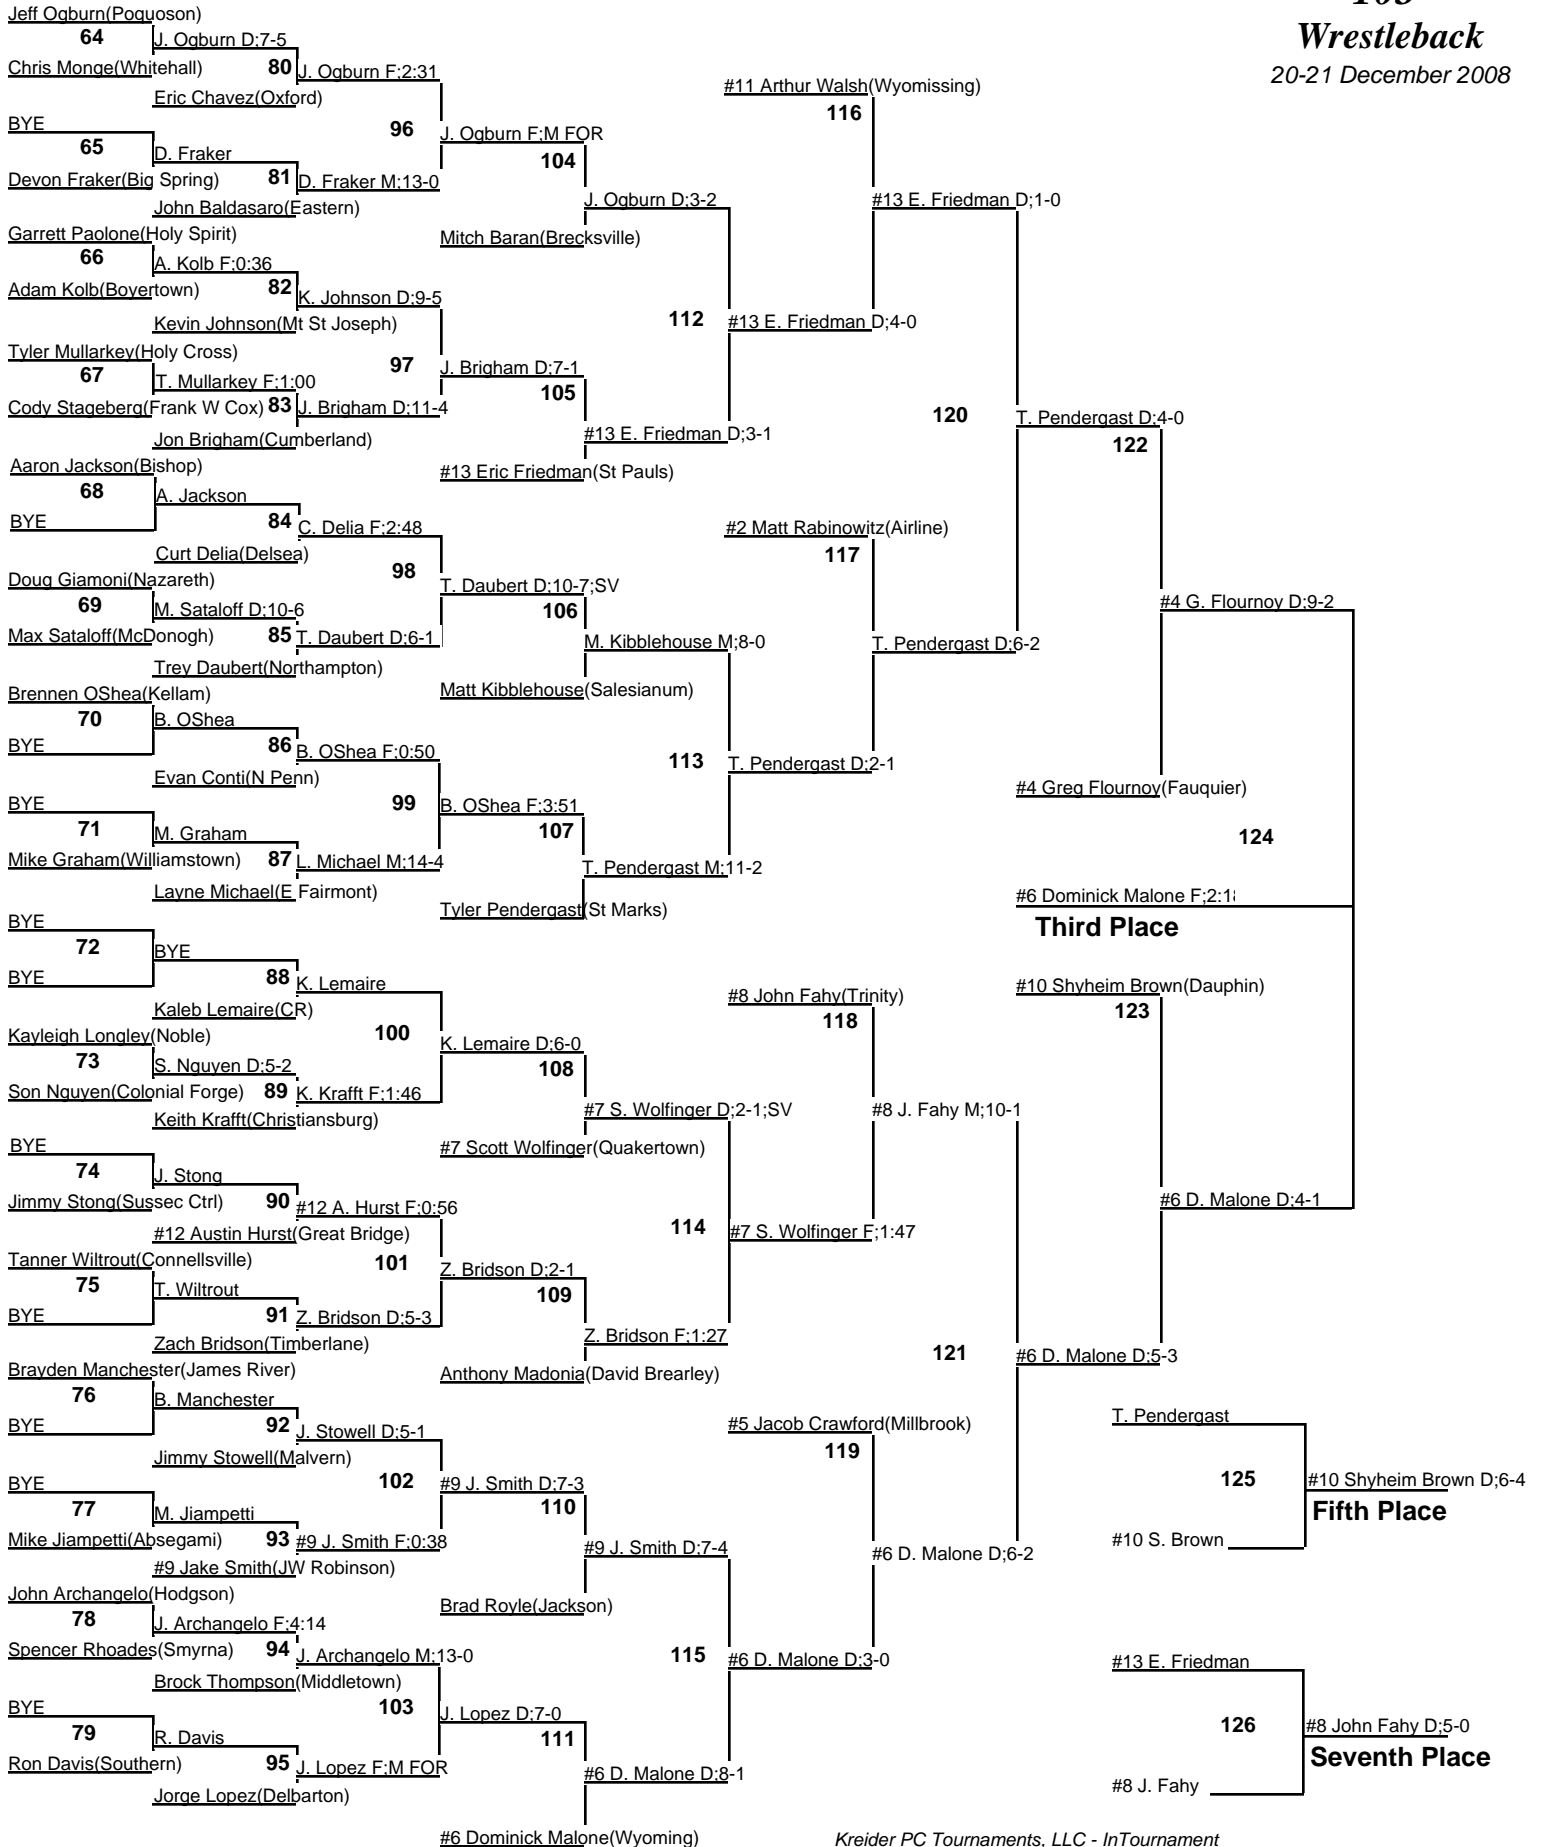 103
Wrestleback
20-21 December 2008
Jeff Ogburn(Poquoson)
64
J. Ogburn D;7-5
Chris Monge(Whitehall)
80
J. Ogburn F;2:31
Eric Chavez(Oxford)
96
J. Ogburn F;M FOR
BYE
65
D. Fraker
Devon Fraker(Big Spring)
81
D. Fraker M;13-0
John Baldasaro(Eastern)
104
J. Ogburn D;3-2
Mitch Baran(Brecksville)
Garrett Paolone(Holy Spirit)
66
A. Kolb F;0:36
Adam Kolb(Boyertown)
82
K. Johnson D;9-5
Kevin Johnson(Mt St Joseph)
97
J. Brigham D;7-1
Tyler Mullarkey(Holy Cross)
67
T. Mullarkey F;1:00
Cody Stageberg(Frank W Cox)
83
J. Brigham D;11-4
Jon Brigham(Cumberland)
105
#13 E. Friedman D;3-1
#13 Eric Friedman(St Pauls)
112
#13 E. Friedman D;4-0
#11 Arthur Walsh(Wyomissing)
116
#13 E. Friedman D;1-0
Aaron Jackson(Bishop)
68
A. Jackson
BYE
84
C. Delia F;2:48
Curt Delia(Delsea)
98
T. Daubert D;10-7;SV
Doug Giamoni(Nazareth)
69
M. Sataloff D;10-6
Max Sataloff(McDonogh)
85
T. Daubert D;6-1
Trey Daubert(Northampton)
106
M. Kibblehouse M;8-0
Matt Kibblehouse(Salesianum)
Brennen OShea(Kellam)
70
B. OShea
BYE
86
B. OShea F;0:50
Evan Conti(N Penn)
99
B. OShea F;3:51
BYE
71
M. Graham
Mike Graham(Williamstown)
87
L. Michael M;14-4
Layne Michael(E Fairmont)
107
T. Pendergast M;11-2
Tyler Pendergast(St Marks)
113
T. Pendergast D;2-1
#2 Matt Rabinowitz(Airline)
117
T. Pendergast D;6-2
120
T. Pendergast D;4-0
122
#4 G. Flournoy D;9-2
#4 Greg Flournoy(Fauquier)
124
#6 Dominick Malone F;2:18
Third Place
BYE
72
BYE
BYE
88
K. Lemaire
Kaleb Lemaire(CR)
100
K. Lemaire D;6-0
Kayleigh Longley(Noble)
73
S. Nguyen D;5-2
Son Nguyen(Colonial Forge)
89
K. Krafft F;1:46
Keith Krafft(Christiansburg)
108
#7 S. Wolfinger D;2-1;SV
#7 Scott Wolfinger(Quakertown)
BYE
74
J. Stong
Jimmy Stong(Sussec Ctrl)
90
#12 A. Hurst F;0:56
#12 Austin Hurst(Great Bridge)
101
Z. Bridson D;2-1
Tanner Wiltrout(Connellsville)
75
T. Wiltrout
BYE
91
Z. Bridson D;5-3
Zach Bridson(Timberlane)
109
Z. Bridson F;1:27
Anthony Madonia(David Brearley)
114
#7 S. Wolfinger F;1:47
#8 John Fahy(Trinity)
118
#8 J. Fahy M;10-1
#10 Shyheim Brown(Dauphin)
123
#6 D. Malone D;4-1
Brayden Manchester(James River)
76
B. Manchester
BYE
92
J. Stowell D;5-1
Jimmy Stowell(Malvern)
102
#9 J. Smith D;7-3
BYE
77
M. Jiampetti
Mike Jiampetti(Absegami)
93
#9 J. Smith F;0:38
#9 Jake Smith(JW Robinson)
110
#9 J. Smith D;7-4
Brad Royle(Jackson)
John Archangelo(Hodgson)
78
J. Archangelo F;4:14
Spencer Rhoades(Smyrna)
94
J. Archangelo M;13-0
Brock Thompson(Middletown)
103
J. Lopez D;7-0
BYE
79
R. Davis
Ron Davis(Southern)
95
J. Lopez F;M FOR
Jorge Lopez(Delbarton)
111
#6 D. Malone D;8-1
#6 Dominick Malone(Wyoming)
115
#6 D. Malone D;3-0
#5 Jacob Crawford(Millbrook)
119
#6 D. Malone D;6-2
121
#6 D. Malone D;5-3
T. Pendergast
125
#10 Shyheim Brown D;6-4
Fifth Place
#10 S. Brown
#13 E. Friedman
126
#8 John Fahy D;5-0
Seventh Place
#8 J. Fahy
Kreider PC Tournaments, LLC - InTournament